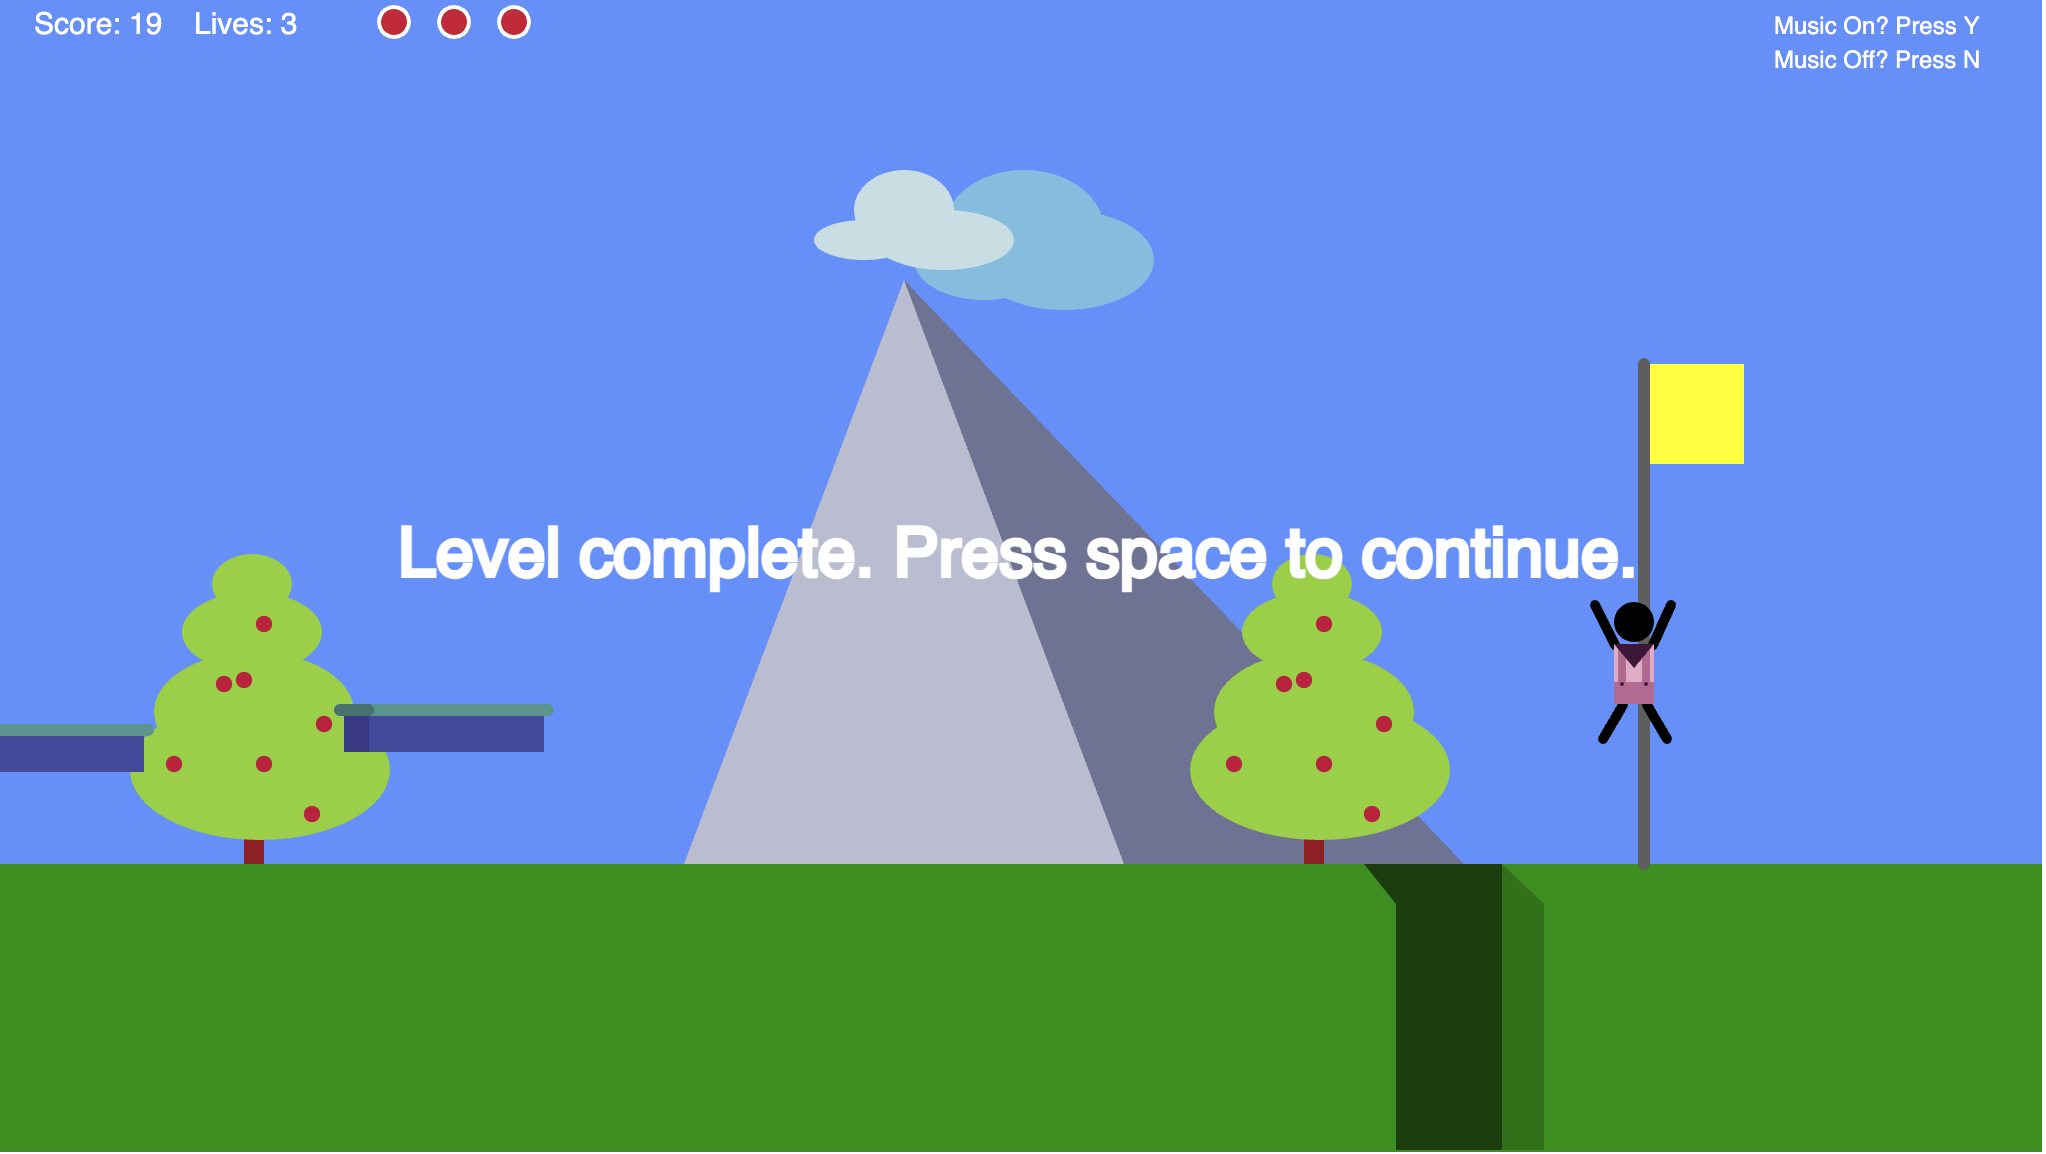 Score: 19 Lives: 3
Music On? Press Y
Music Off? Press N
Level complete. Press space to continue.